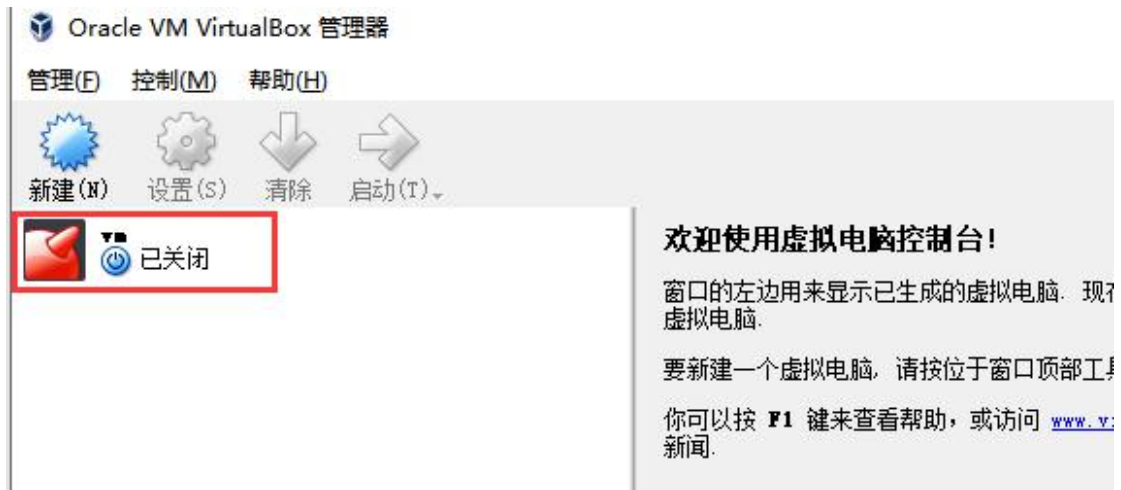 Oracle VM VirtualBox 管理器
管理(F) 控制(M) 帮助(H)
新建(N) 设置(S) 清除 启动(T)
已关闭
欢迎使用虚拟电脑控制台!
窗口的左边用来显示已生成的虚拟电脑. 现在
虚拟电脑.
要新建一个虚拟电脑, 请按位于窗口顶部工具
你可以按 F1 键来查看帮助, 或访问 www.vi
新闻.